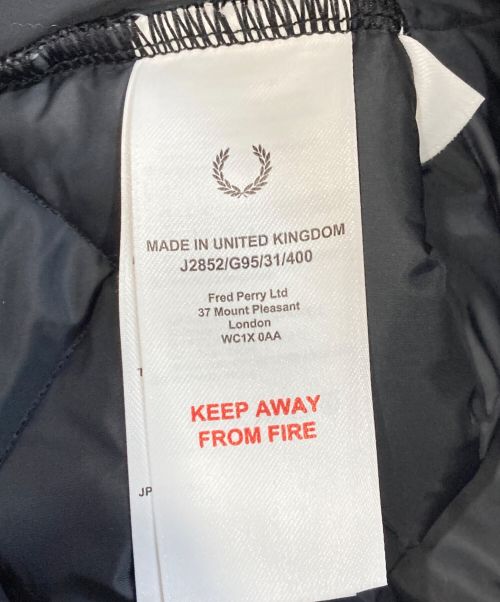 MADE IN UNITED KINGDOM
J2852/G95/31/400
Fred Perry Ltd
37 Mount Pleasant
London
WC1X 0AA
T
KEEP AWAY
FROM FIRE
JP